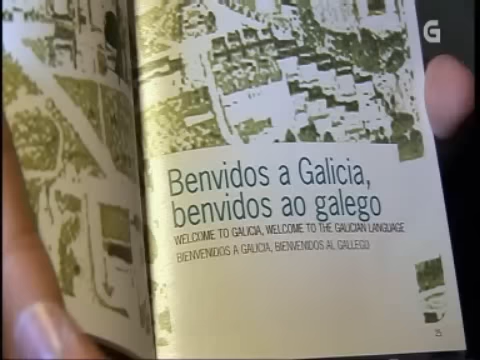 G
Benvidos a Galicia,
benvidos ao galego
WELCOME TO GALICIA, WELCOME TO THE GALICIAN LANGUAGE
BIENVENIDOS A GALICIA, BIENVENIDOS AL GALLEGO